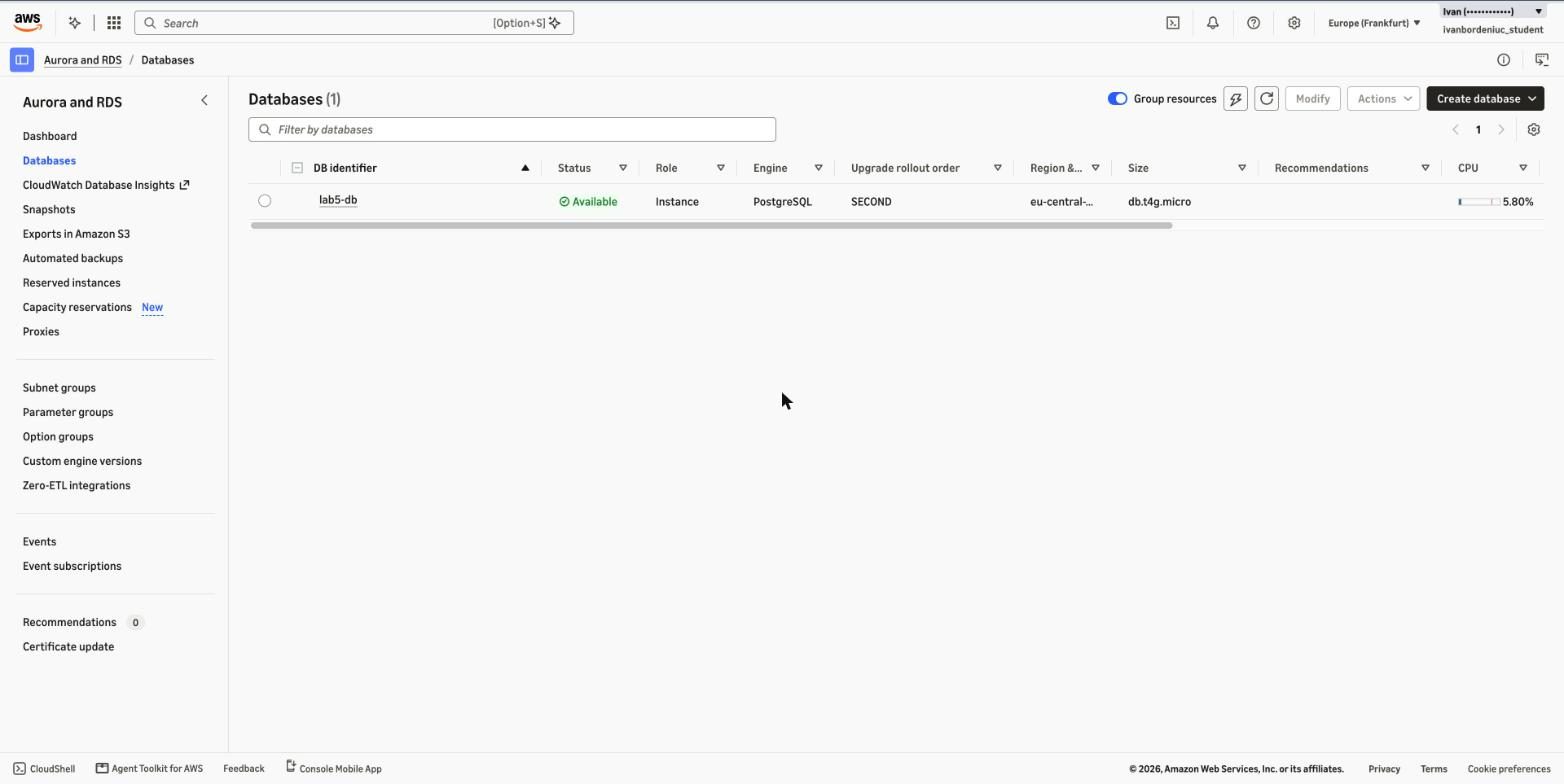 aws
Search [Option+S]
Europe (Frankfurt)
Ivan (••••••••••••)
ivanbordeniuc_student
Aurora and RDS / Databases
Aurora and RDS
Dashboard
Databases
CloudWatch Database Insights
Snapshots
Exports in Amazon S3
Automated backups
Reserved instances
Capacity reservations New
Proxies
Subnet groups
Parameter groups
Option groups
Custom engine versions
Zero-ETL integrations
Events
Event subscriptions
Recommendations 0
Certificate update
Databases (1)
Group resources
Modify
Actions
Create database
Filter by databases
1
DB identifier Status Role Engine Upgrade rollout order Region &... Size Recommendations CPU
lab5-db Available Instance PostgreSQL SECOND eu-central-... db.t4g.micro 5.80%
CloudShell Agent Toolkit for AWS Feedback Console Mobile App © 2026, Amazon Web Services, Inc. or its affiliates. Privacy Terms Cookie preferences